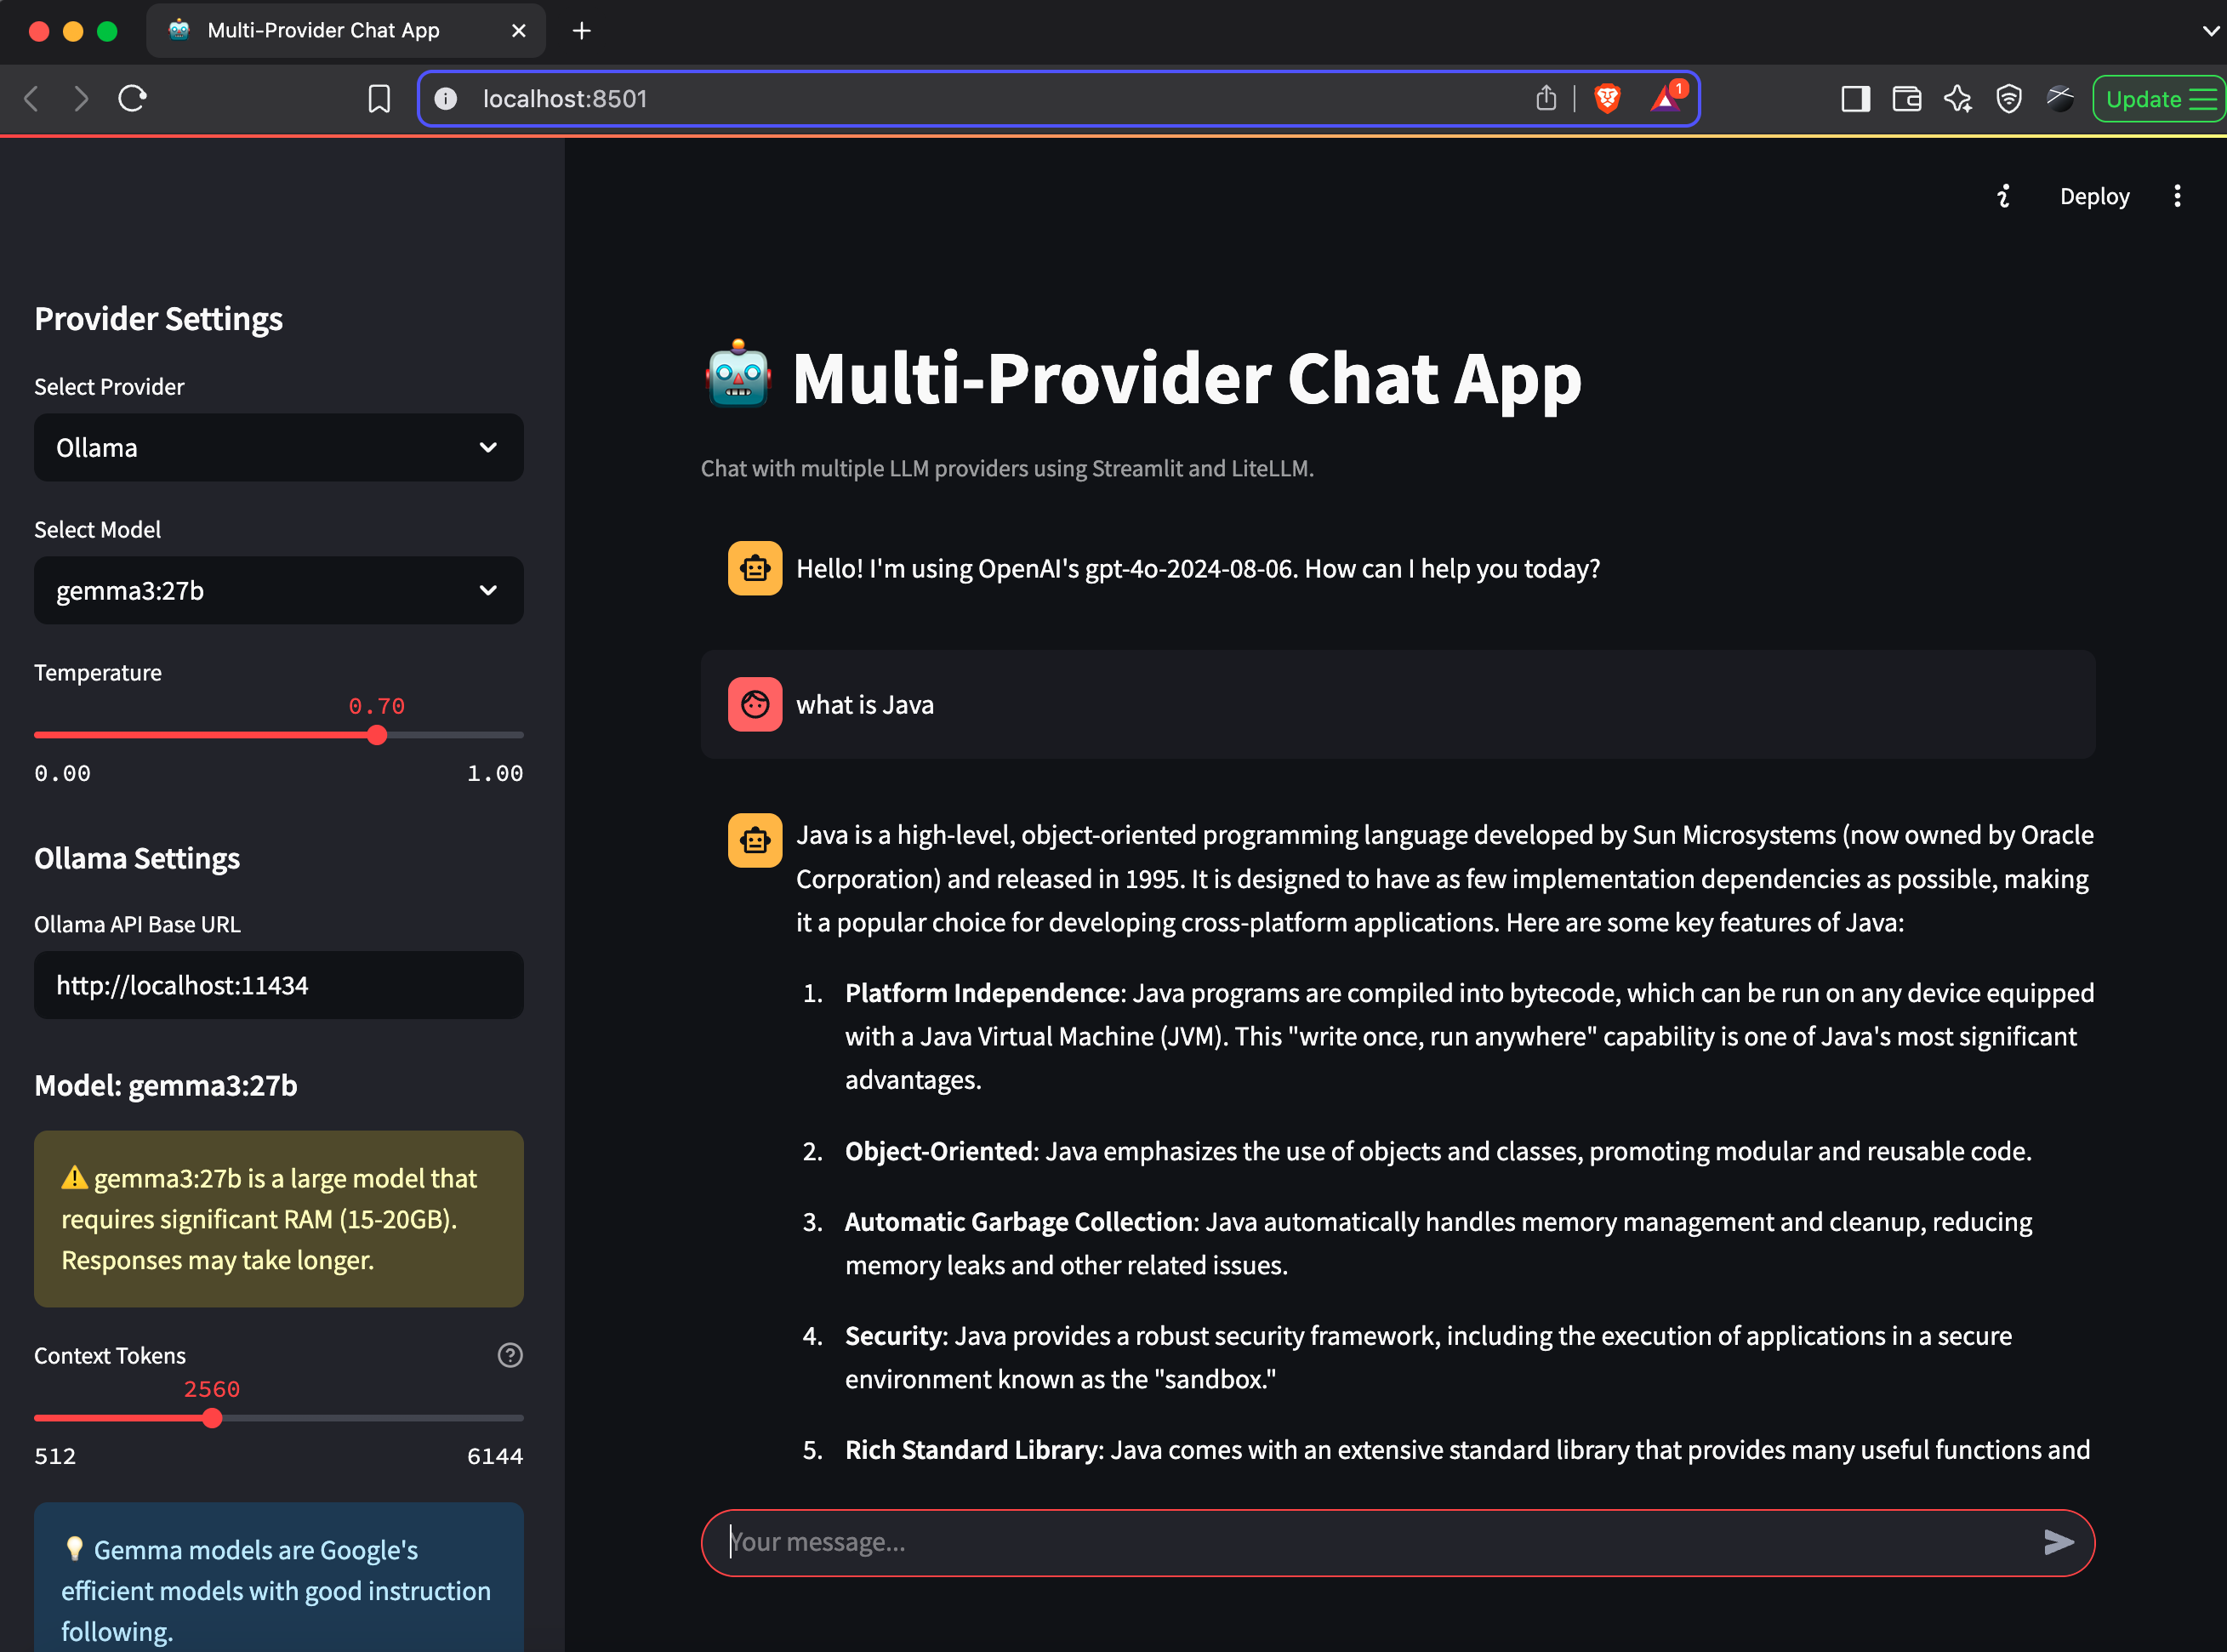 Multi-Provider Chat App
localhost:8501
1
Update
Deploy
Provider Settings
Select Provider
Ollama
Select Model
gemma3:27b
Temperature
0.70
0.00 1.00
Ollama Settings
Ollama API Base URL
http://localhost:11434
Model: gemma3:27b
⚠️ gemma3:27b is a large model that
requires significant RAM (15-20GB).
Responses may take longer.
Context Tokens
2560
512 6144
💡 Gemma models are Google's
efficient models with good instruction
following.
🤖 Multi-Provider Chat App
Chat with multiple LLM providers using Streamlit and LiteLLM.
Hello! I'm using OpenAI's gpt-4o-2024-08-06. How can I help you today?
what is Java
Java is a high-level, object-oriented programming language developed by Sun Microsystems (now owned by Oracle
Corporation) and released in 1995. It is designed to have as few implementation dependencies as possible, making
it a popular choice for developing cross-platform applications. Here are some key features of Java:
1. Platform Independence: Java programs are compiled into bytecode, which can be run on any device equipped
with a Java Virtual Machine (JVM). This "write once, run anywhere" capability is one of Java's most significant
advantages.
2. Object-Oriented: Java emphasizes the use of objects and classes, promoting modular and reusable code.
3. Automatic Garbage Collection: Java automatically handles memory management and cleanup, reducing
memory leaks and other related issues.
4. Security: Java provides a robust security framework, including the execution of applications in a secure
environment known as the "sandbox."
5. Rich Standard Library: Java comes with an extensive standard library that provides many useful functions and
Your message...